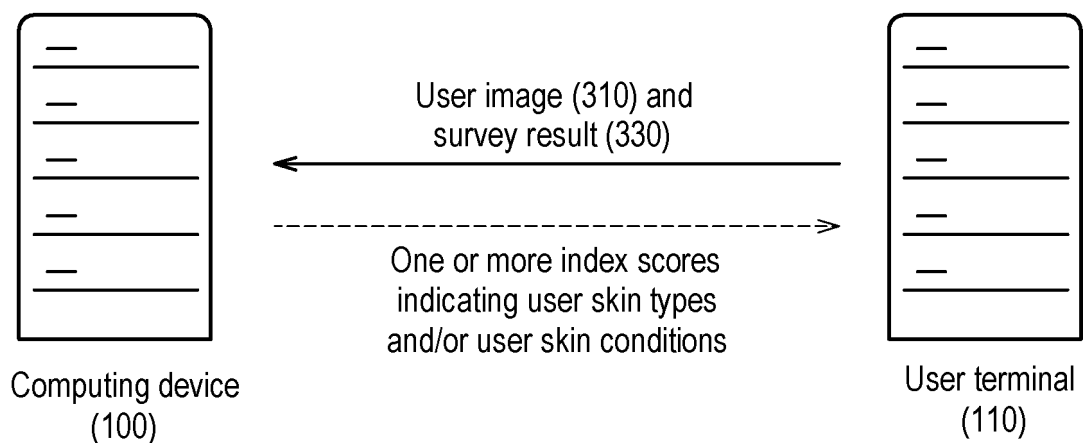 User image (310) and
survey result (330)
One or more index scores
indicating user skin types
and/or user skin conditions
Computing device
(100)
User terminal
(110)